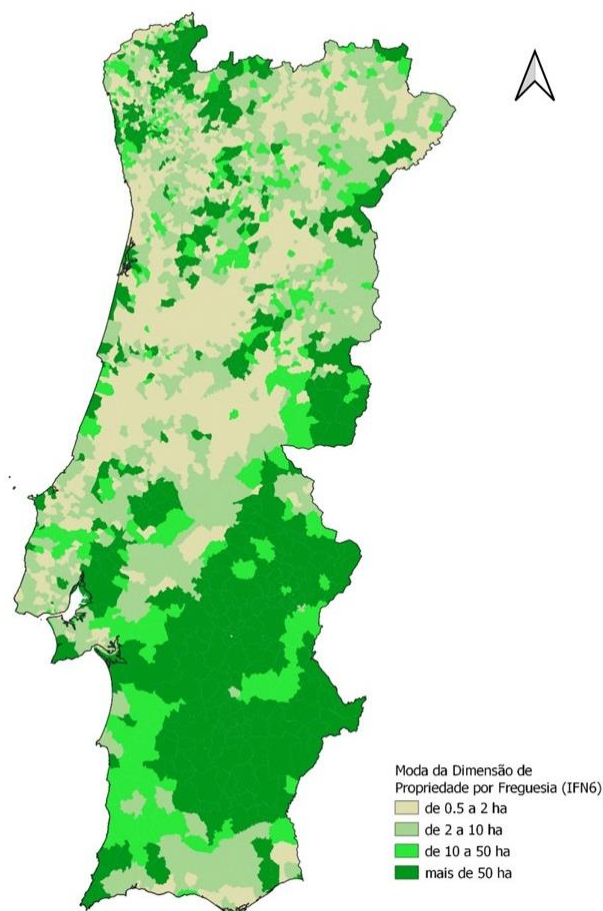 Moda da Dimensão de
Propriedade por Freguesia (IFN6)
de 0.5 a 2 ha
de 2 a 10 ha
de 10 a 50 ha
mais de 50 ha